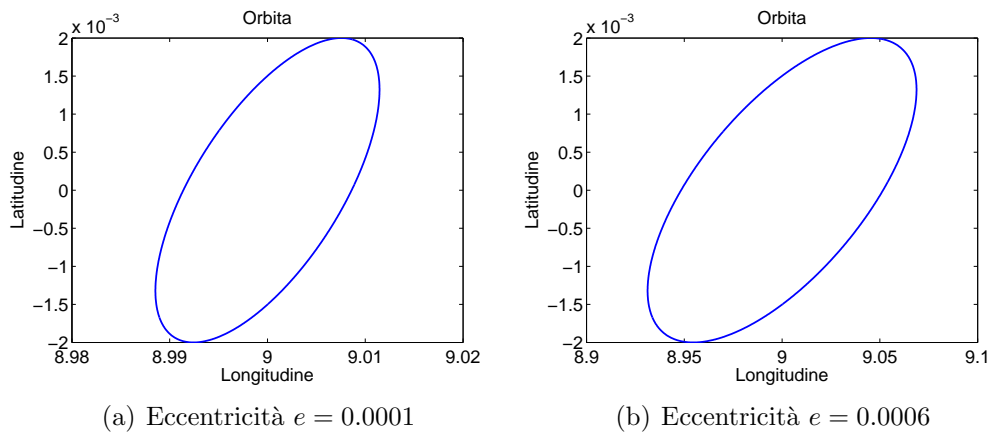 x 10⁻³
Orbita
2
1.5
1
0.5
0
−0.5
−1
−1.5
−2
Latitudine
8.98
8.99
9
9.01
9.02
Longitudine
(a) Eccentricità e = 0.0001
x 10⁻³
Orbita
2
1.5
1
0.5
0
−0.5
−1
−1.5
−2
Latitudine
8.9
8.95
9
9.05
9.1
Longitudine
(b) Eccentricità e = 0.0006